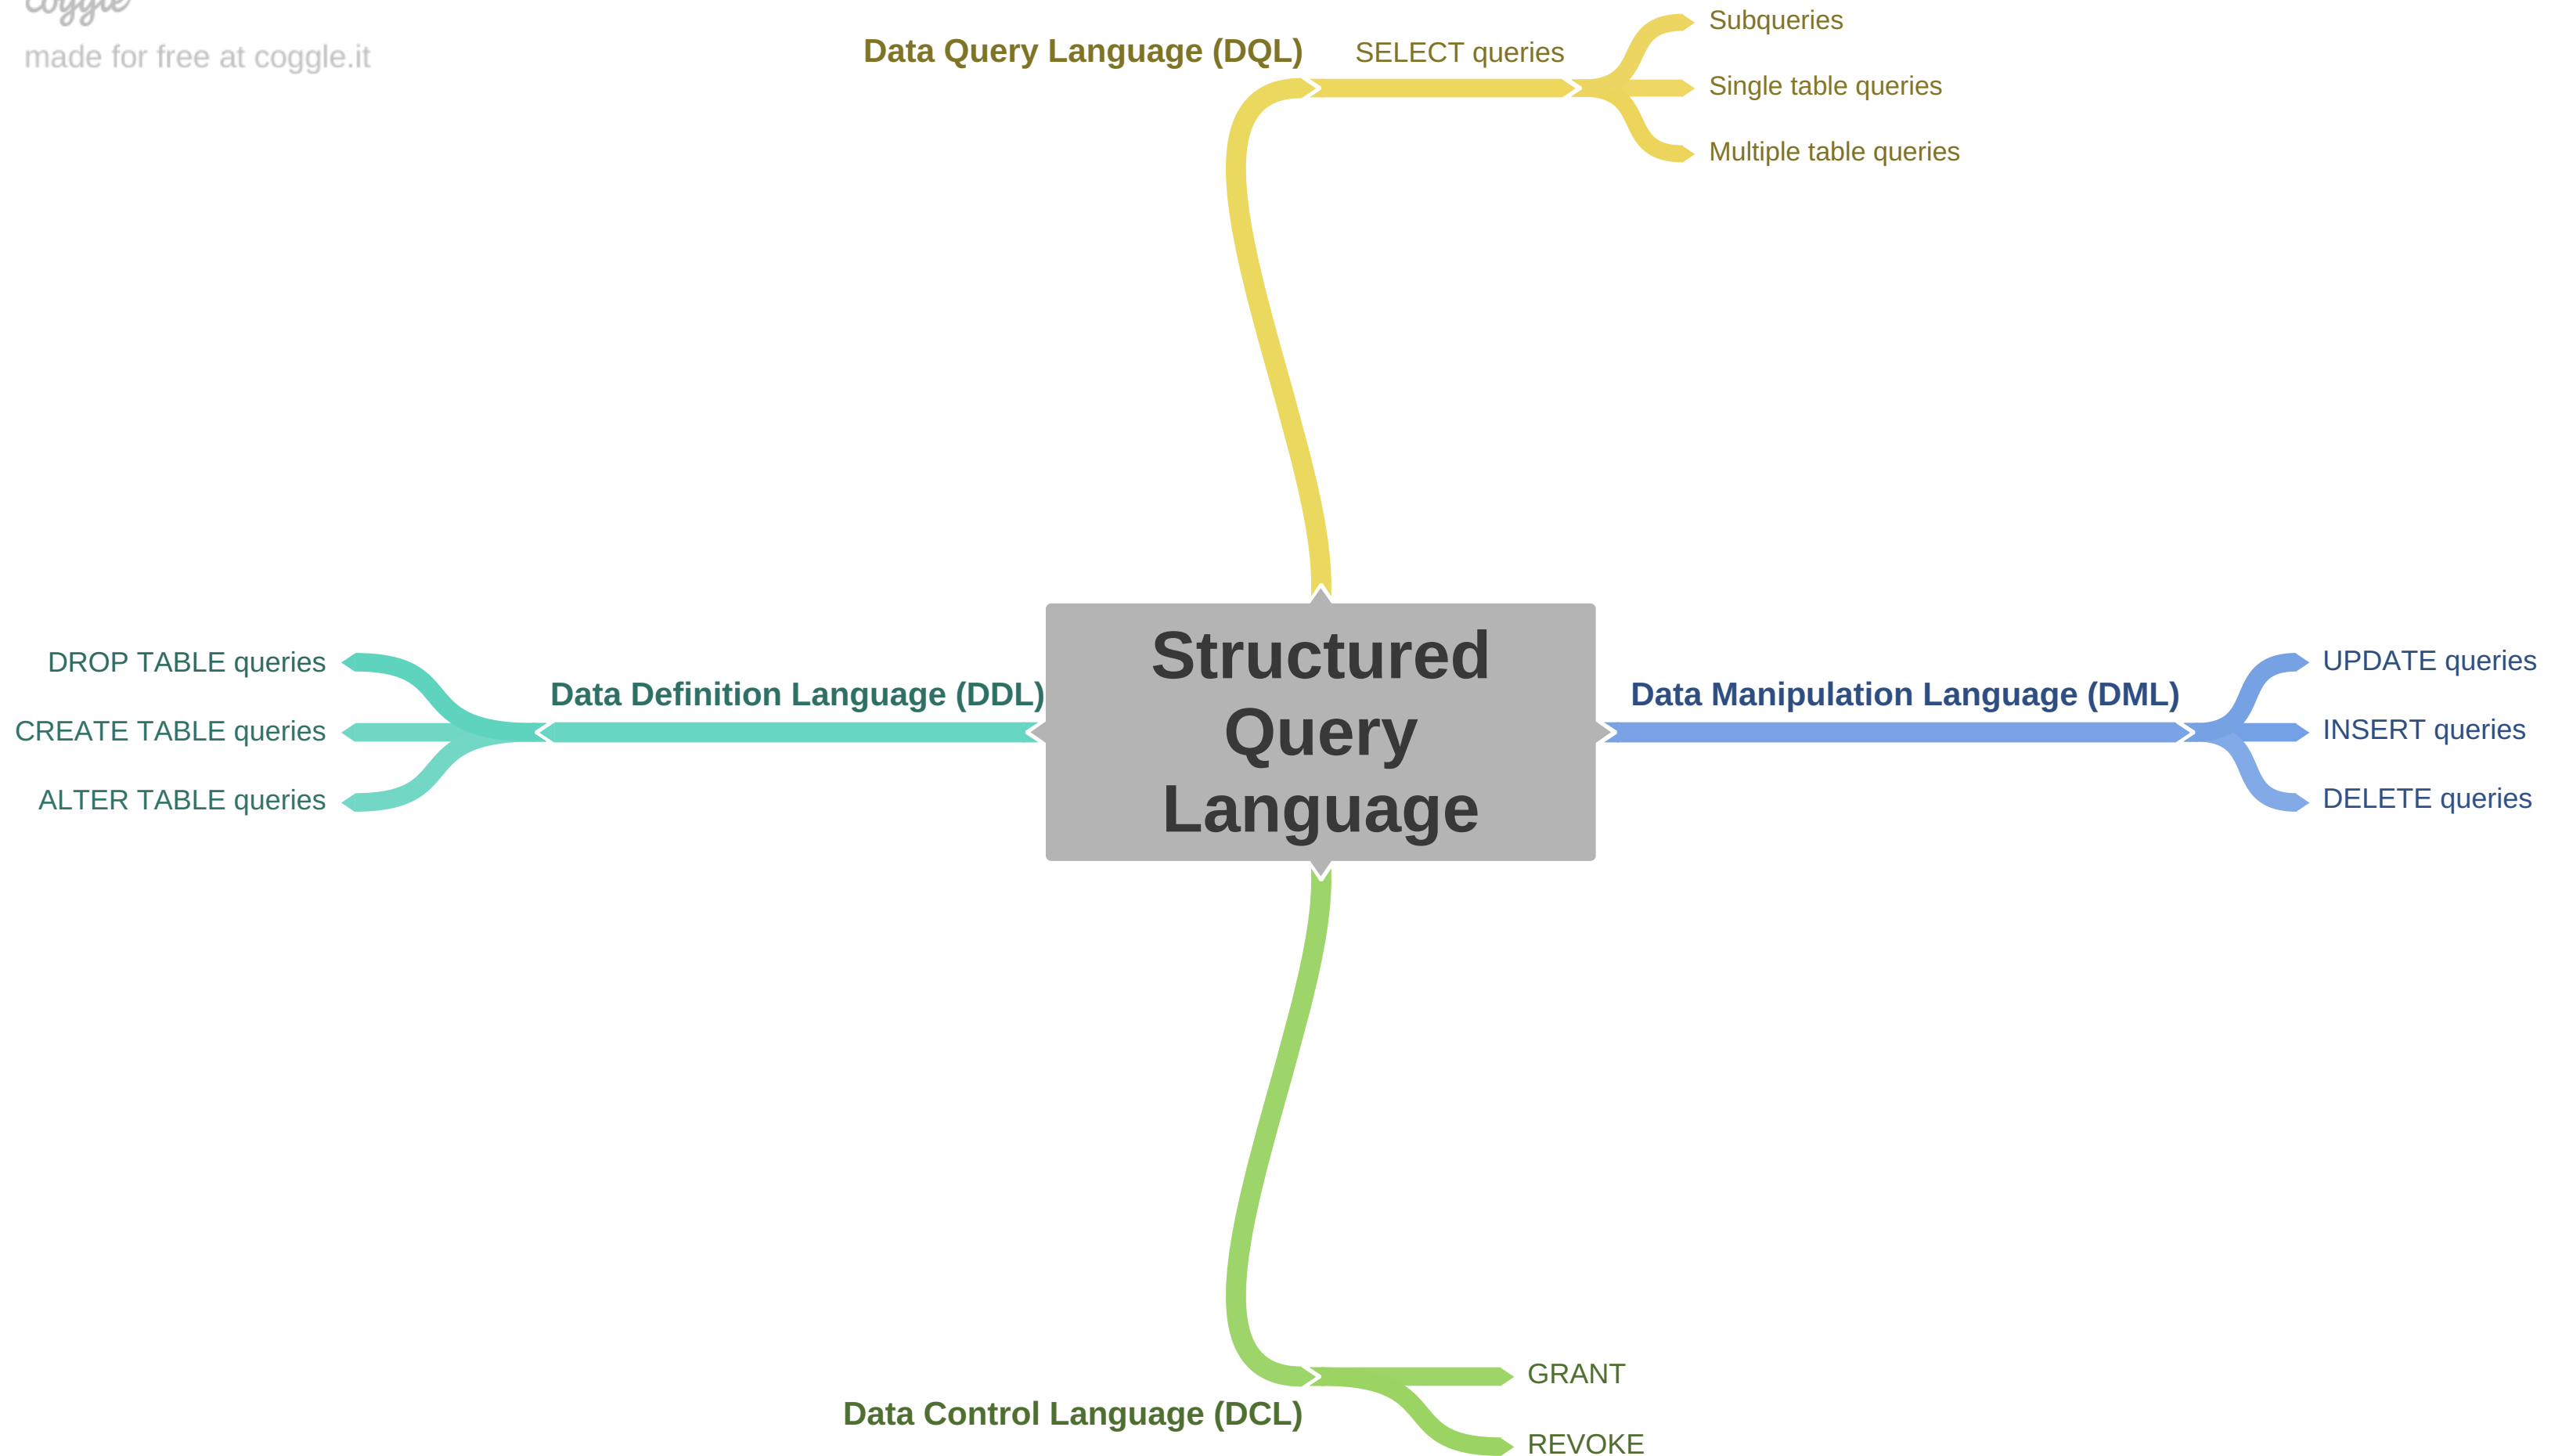 coggle
made for free at coggle.it
Data Query Language (DQL)
SELECT queries
Subqueries
Single table queries
Multiple table queries
DROP TABLE queries
CREATE TABLE queries
ALTER TABLE queries
Data Definition Language (DDL)
Structured
Query
Language
Data Manipulation Language (DML)
UPDATE queries
INSERT queries
DELETE queries
Data Control Language (DCL)
GRANT
REVOKE